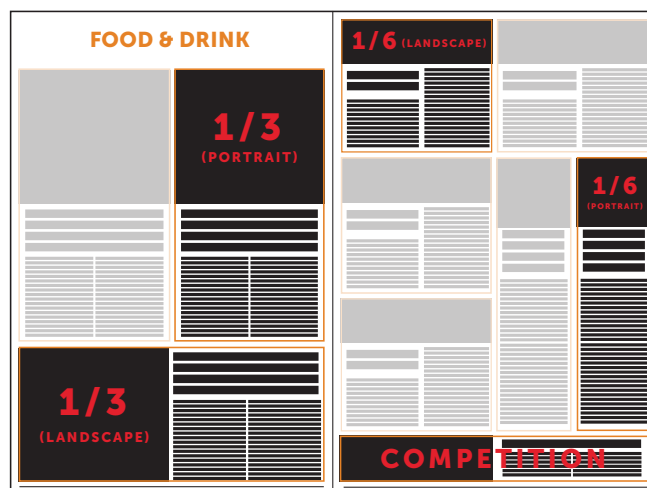 FOOD & DRINK
1/3
(PORTRAIT)
1/3
(LANDSCAPE)
1/6 (LANDSCAPE)
1/6
(PORTRAIT)
COMPETITION